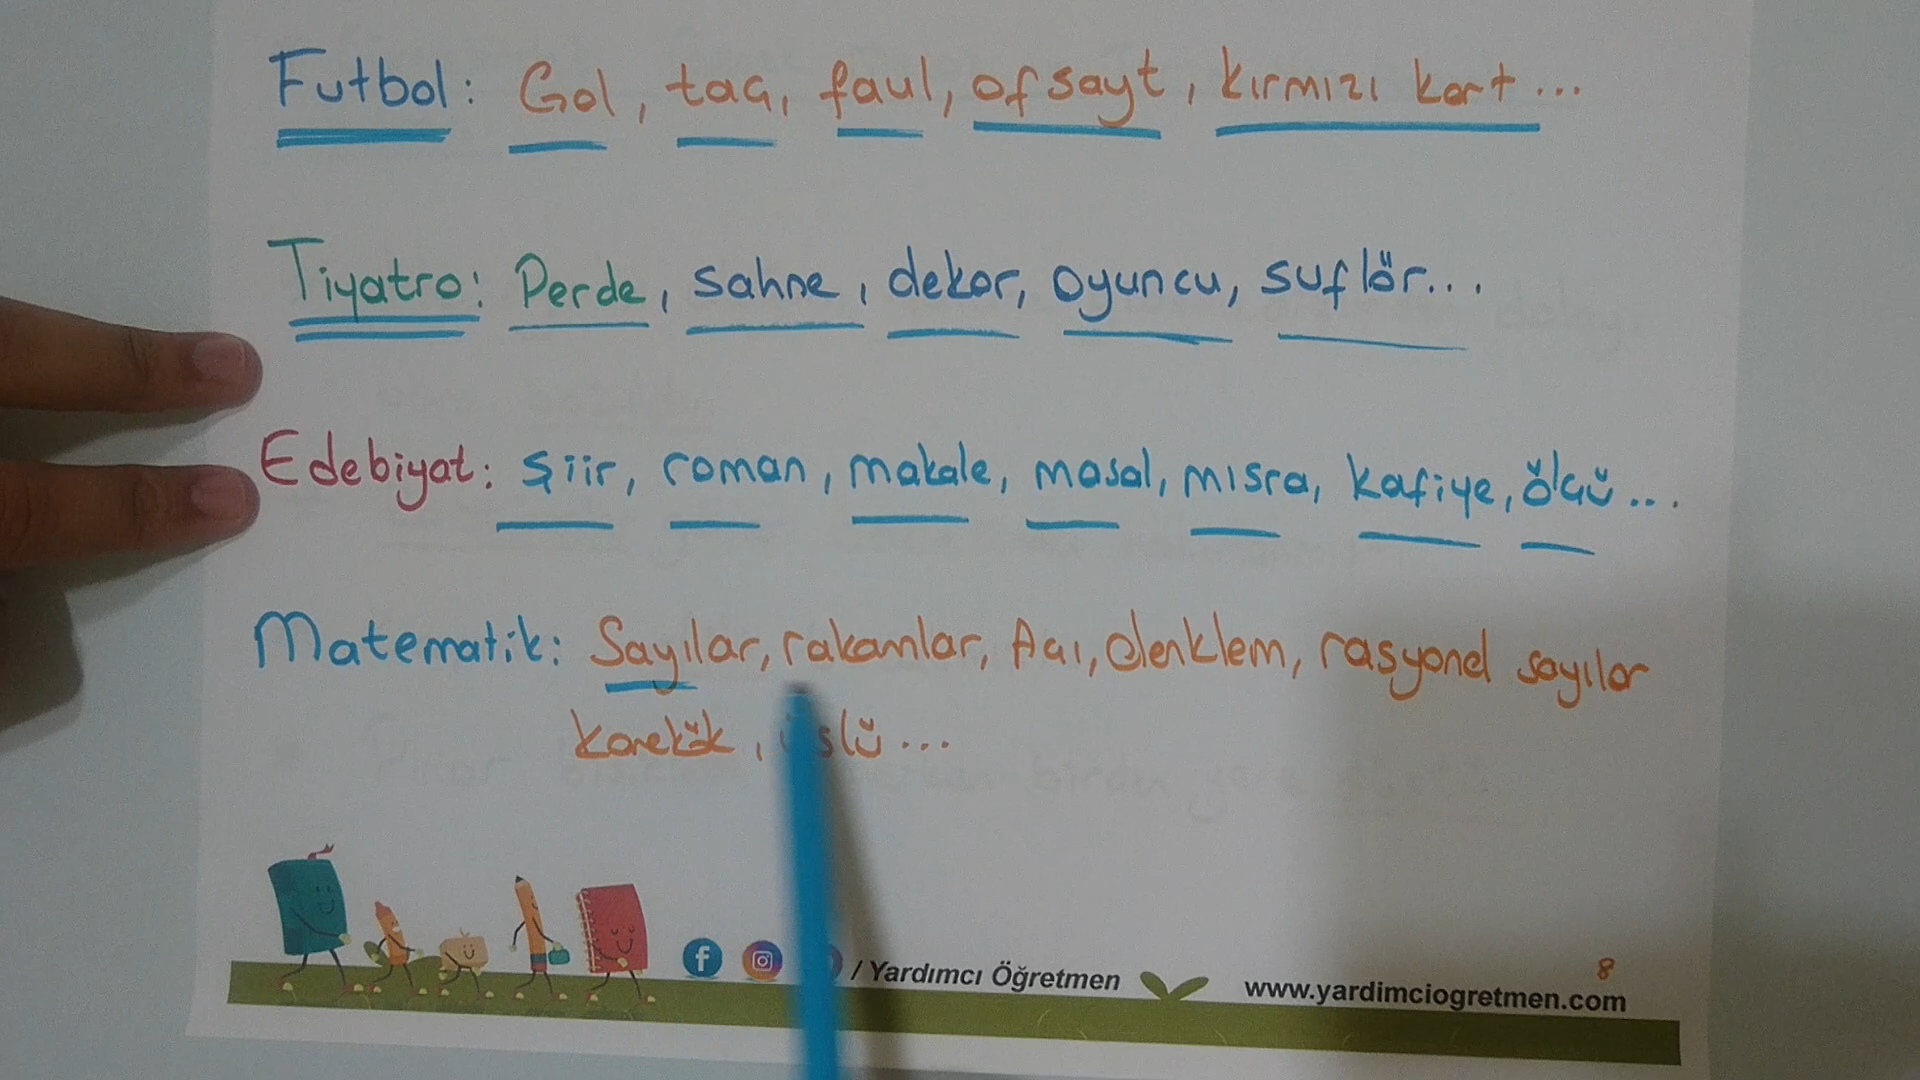 Futbol: Gol, taç, faul, ofsayt, kırmızı kart...
Tiyatro: Perde, sahne, dekor, oyuncu, suflör...
Edebiyat: şiir, roman, makale, masal, mısra, kafiye, ölçü...
Matematik: Sayılar, rakamlar, Açı, denklem, rasyonel sayılar
karekök, üslü...
/ Yardımcı Öğretmen
www.yardimciogretmen.com
8